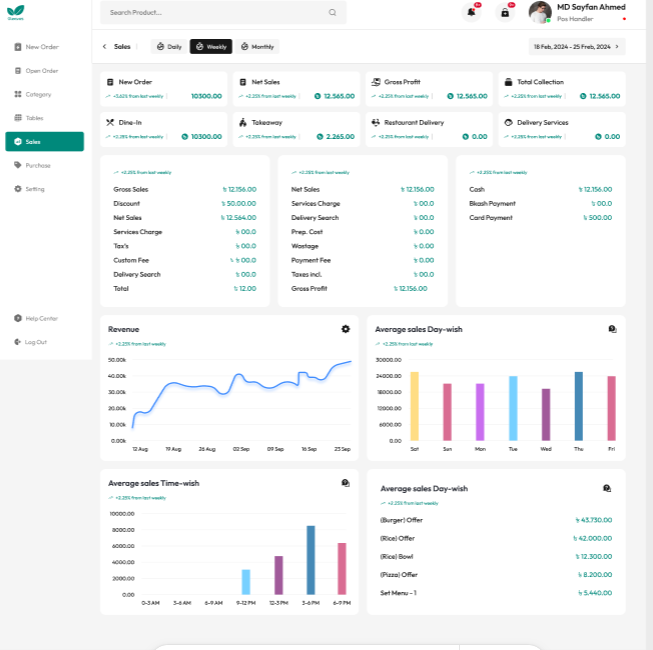 Search Product...
MD Sayfan Ahmed
Pos Handler
New Order
Open Order
Category
Tables
Sales
Purchase
Setting
Help Center
Log Out
Sales
Daily
Weekly
Monthly
18 Feb, 2024 - 25 Freb, 2024
New Order
+5.62% from last weekly
10300.00
Net Sales
+2.25% from last weekly
12.565.00
Gross Profit
+2.25% from last weekly
12.565.00
Total Collection
+2.25% from last weekly
12.565.00
Dine-In
+2.28% from last weekly
10300.00
Takeaway
+2.25% from last weekly
2.265.00
Restaurant Delivery
+2.25% from last weekly
0.00
Delivery Services
+2.28% from last weekly
0.00
+2.25% from last weekly
Gross Sales ৳ 12,156.00
Discount ৳ 50.00.00
Net Sales ৳ 12,564.00
Services Charge ৳ 00.0
Tax's ৳ 00.0
Custom Fee ৳ ৳ 00.0
Delivery Search ৳ 00.0
Total ৳ 12.00
+2.25% from last weekly
Net Sales ৳ 12,156.00
Services Charge ৳ 00.0
Delivery Search ৳ 00.0
Prep. Cost ৳ 0.00
Wastage ৳ 0.00
Payment Fee ৳ 0.00
Taxes incl. ৳ 00.0
Gross Profit ৳ 12,156.00
+2.25% from last weekly
Cash ৳ 12,156.00
Bkash Payment ৳ 00.0
Card Payment ৳ 500.00
Revenue
+2.25% from last weekly
50.00k
40.00k
30.00k
20.00k
10.00k
0.00k
12 Aug 19 Aug 26 Aug 02 Sep 09 Sep 16 Sep 23 Sep
Average sales Day-wish
+2.25% from last weekly
30000.00
24000.00
18000.00
12000.00
6000.00
0.00
Sat Sun Mon Tue Wed Thu Fri
Average sales Time-wish
+2.25% from last weekly
10000.00
8000.00
6000.00
4000.00
2000.00
0.00
0-3 AM 3-6 AM 6-9 AM 9-12 PM 12-3 PM 3-6 PM 6-9 PM
Average sales Day-wish
+2.25% from last weekly
(Burger) Offer ৳ 43,730.00
(Rice) Offer ৳ 42,000.00
(Rice) Bowl ৳ 12,300.00
(Pizza) Offer ৳ 8,200.00
Set Menu - 1 ৳ 5,440.00